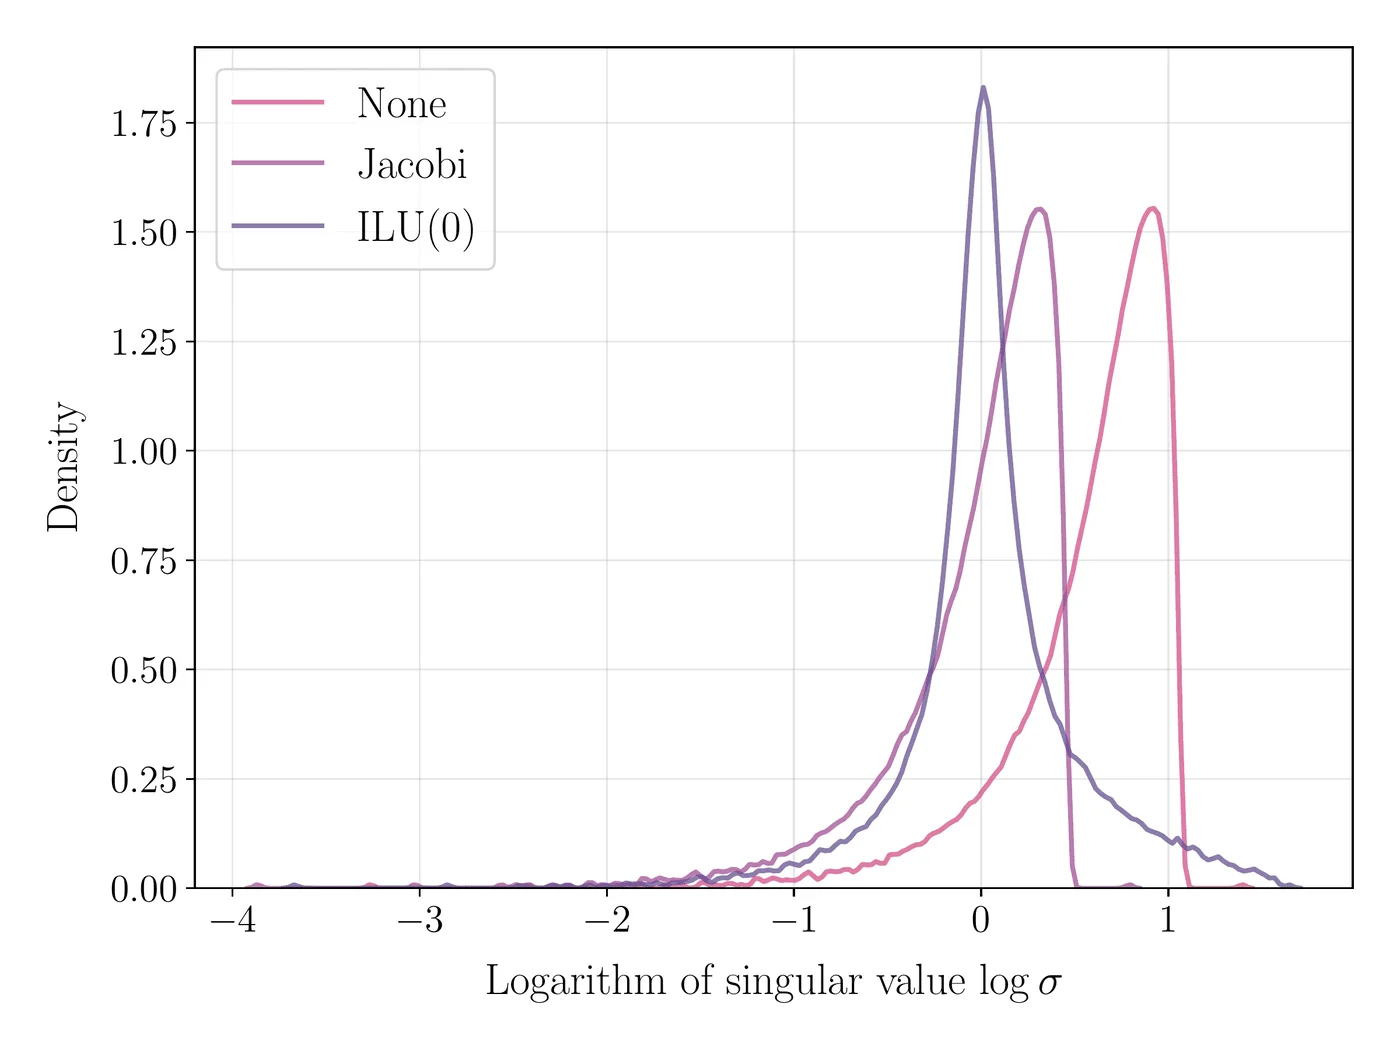 None
Jacobi
ILU(0)
1.75
1.50
1.25
1.00
0.75
0.50
0.25
0.00
Density
−4 −3 −2 −1 0 1
Logarithm of singular value log σ